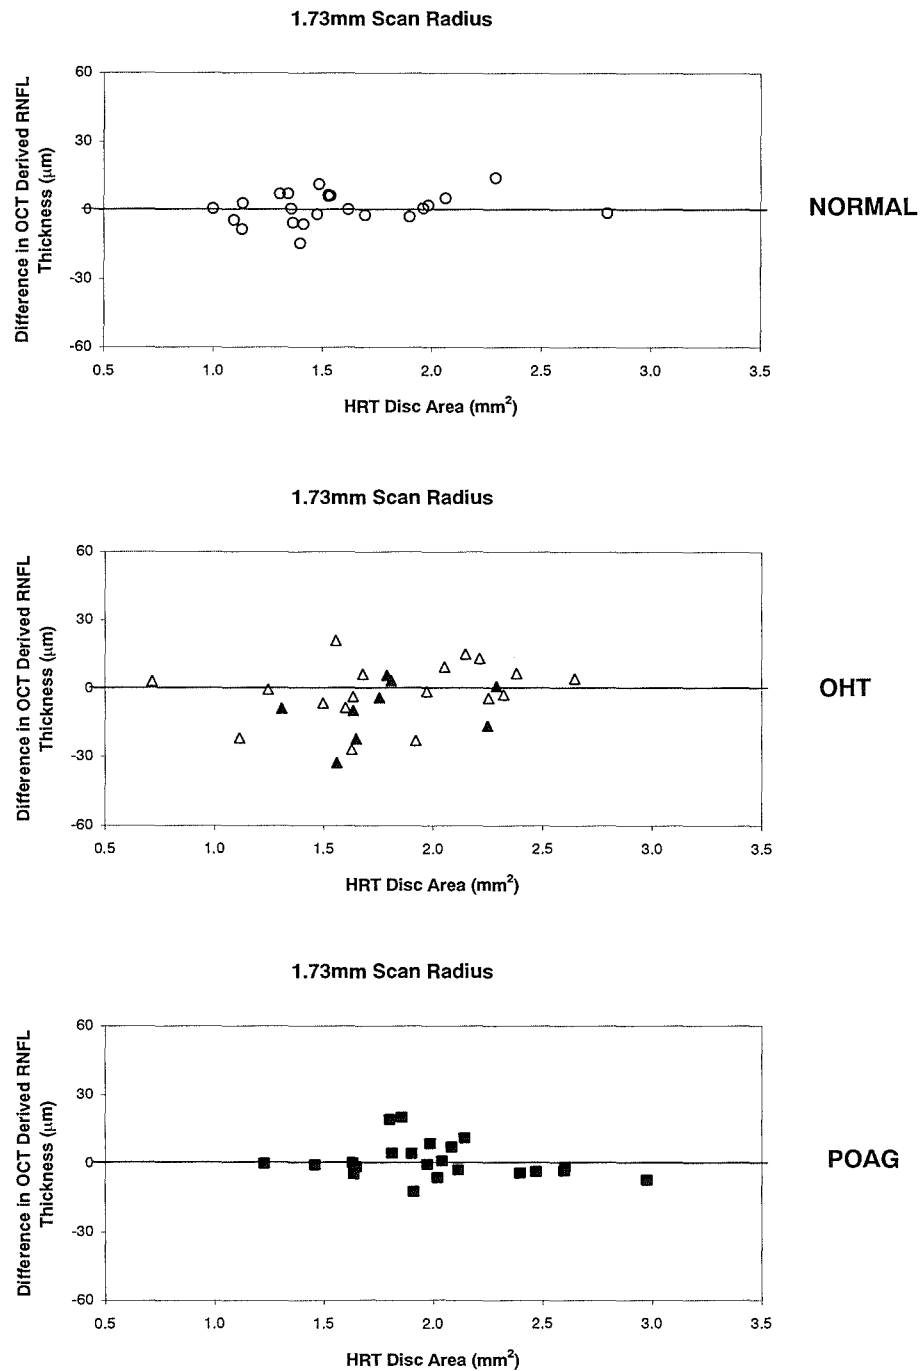 1.73mm Scan Radius
Difference in OCT Derived RNFL
Thickness (μm)
60
30
0
-30
-60
0.5 1.0 1.5 2.0 2.5 3.0 3.5
HRT Disc Area (mm²)
NORMAL
1.73mm Scan Radius
Difference in OCT Derived RNFL
Thickness (μm)
60
30
0
-30
-60
0.5 1.0 1.5 2.0 2.5 3.0 3.5
HRT Disc Area (mm²)
OHT
1.73mm Scan Radius
Difference in OCT Derived RNFL
Thickness (μm)
60
30
0
-30
-60
0.5 1.0 1.5 2.0 2.5 3.0 3.5
HRT Disc Area (mm²)
POAG